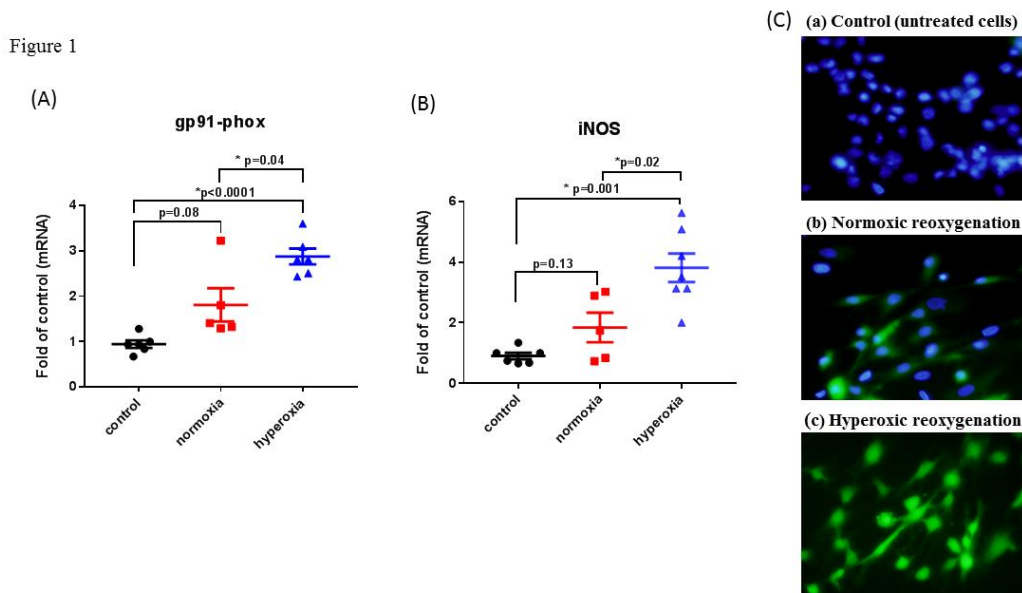 Figure 1
(A)
gp91-phox
* p=0.04
*p<0.0001
p=0.08
Fold of control (mRNA)
4
3
2
1
0
control
normoxia
hyperoxia
(B)
iNOS
*p=0.02
* p=0.001
p=0.13
Fold of control (mRNA)
6
4
2
0
control
normoxia
hyperoxia
(C)
(a) Control (untreated cells)
(b) Normoxic reoxygenation
(c) Hyperoxic reoxygenation